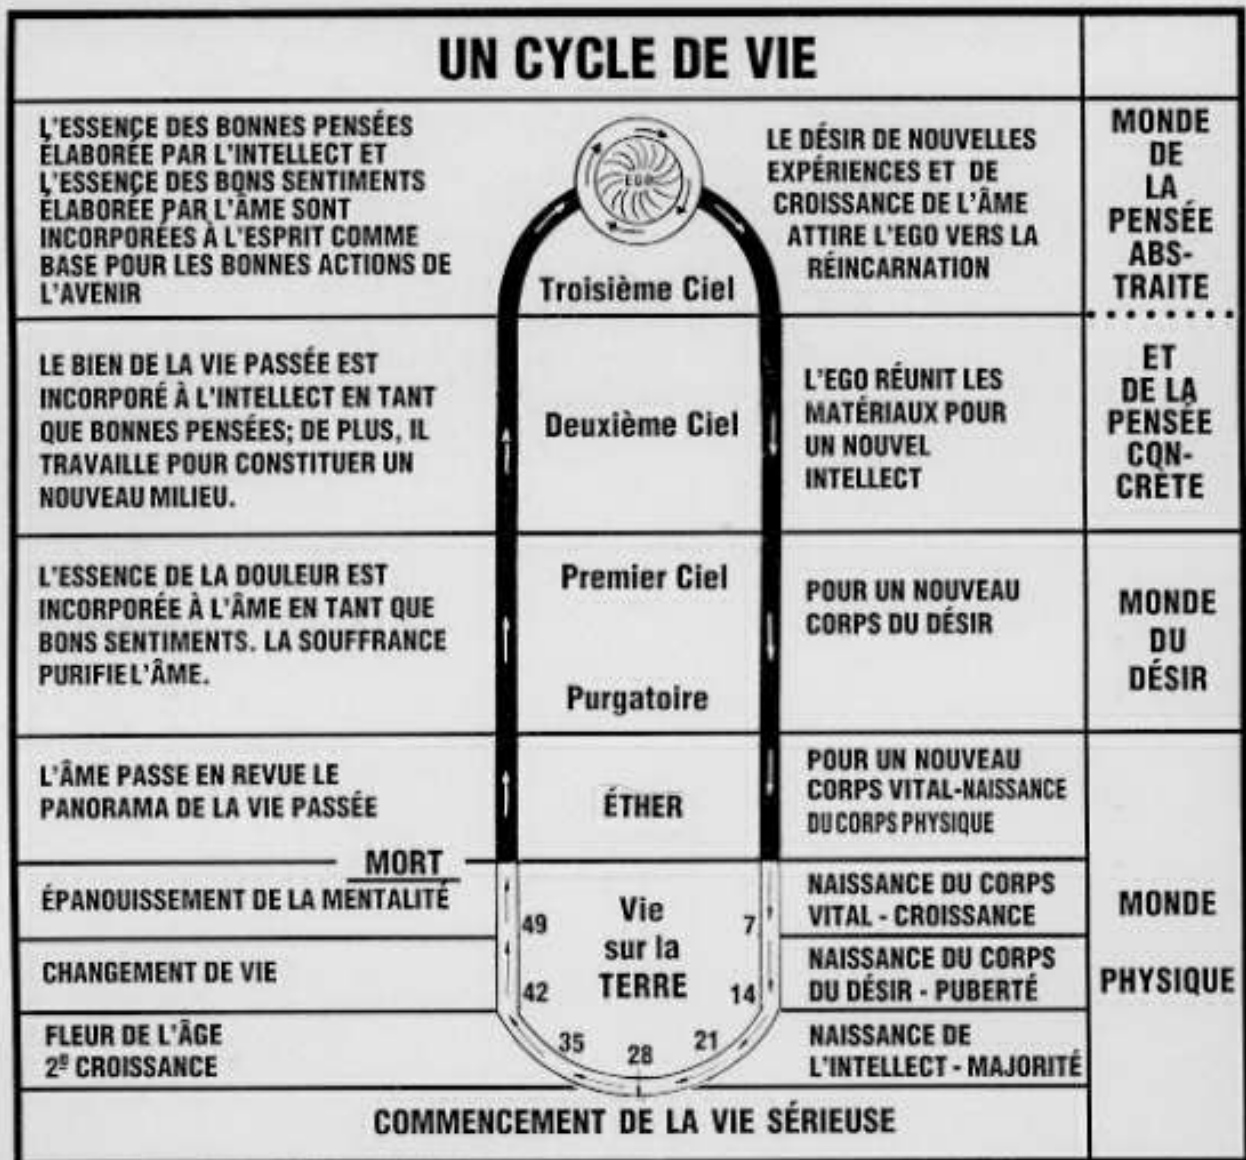 UN CYCLE DE VIE
L'ESSENCE DES BONNES PENSÉES
ÉLABORÉE PAR L'INTELLECT ET
L'ESSENCE DES BONS SENTIMENTS
ÉLABORÉE PAR L'ÂME SONT
INCORPORÉES À L'ESPRIT COMME
BASE POUR LES BONNES ACTIONS DE
L'AVENIR
EGO
Troisième Ciel
LE DÉSIR DE NOUVELLES
EXPÉRIENCES ET DE
CROISSANCE DE L'ÂME
ATTIRE L'EGO VERS LA
RÉINCARNATION
MONDE
DE
LA
PENSÉE
ABS-
TRAITE
LE BIEN DE LA VIE PASSÉE EST
INCORPORÉ À L'INTELLECT EN TANT
QUE BONNES PENSÉES; DE PLUS, IL
TRAVAILLE POUR CONSTITUER UN
NOUVEAU MILIEU.
Deuxième Ciel
L'EGO RÉUNIT LES
MATÉRIAUX POUR
UN NOUVEL
INTELLECT
ET
DE LA
PENSÉE
CON-
CRÈTE
L'ESSENCE DE LA DOULEUR EST
INCORPORÉE À L'ÂME EN TANT QUE
BONS SENTIMENTS. LA SOUFFRANCE
PURIFIE L'ÂME.
Premier Ciel
Purgatoire
POUR UN NOUVEAU
CORPS DU DÉSIR
MONDE
DU
DÉSIR
L'ÂME PASSE EN REVUE LE
PANORAMA DE LA VIE PASSÉE
ÉTHER
POUR UN NOUVEAU
CORPS VITAL-NAISSANCE
DU CORPS PHYSIQUE
MORT
ÉPANOUISSEMENT DE LA MENTALITÉ
49
Vie
sur la
TERRE
7
NAISSANCE DU CORPS
VITAL - CROISSANCE
MONDE
PHYSIQUE
CHANGEMENT DE VIE
42
14
NAISSANCE DU CORPS
DU DÉSIR - PUBERTÉ
FLEUR DE L'ÂGE
2e CROISSANCE
35
28
21
NAISSANCE DE
L'INTELLECT - MAJORITÉ
COMMENCEMENT DE LA VIE SÉRIEUSE